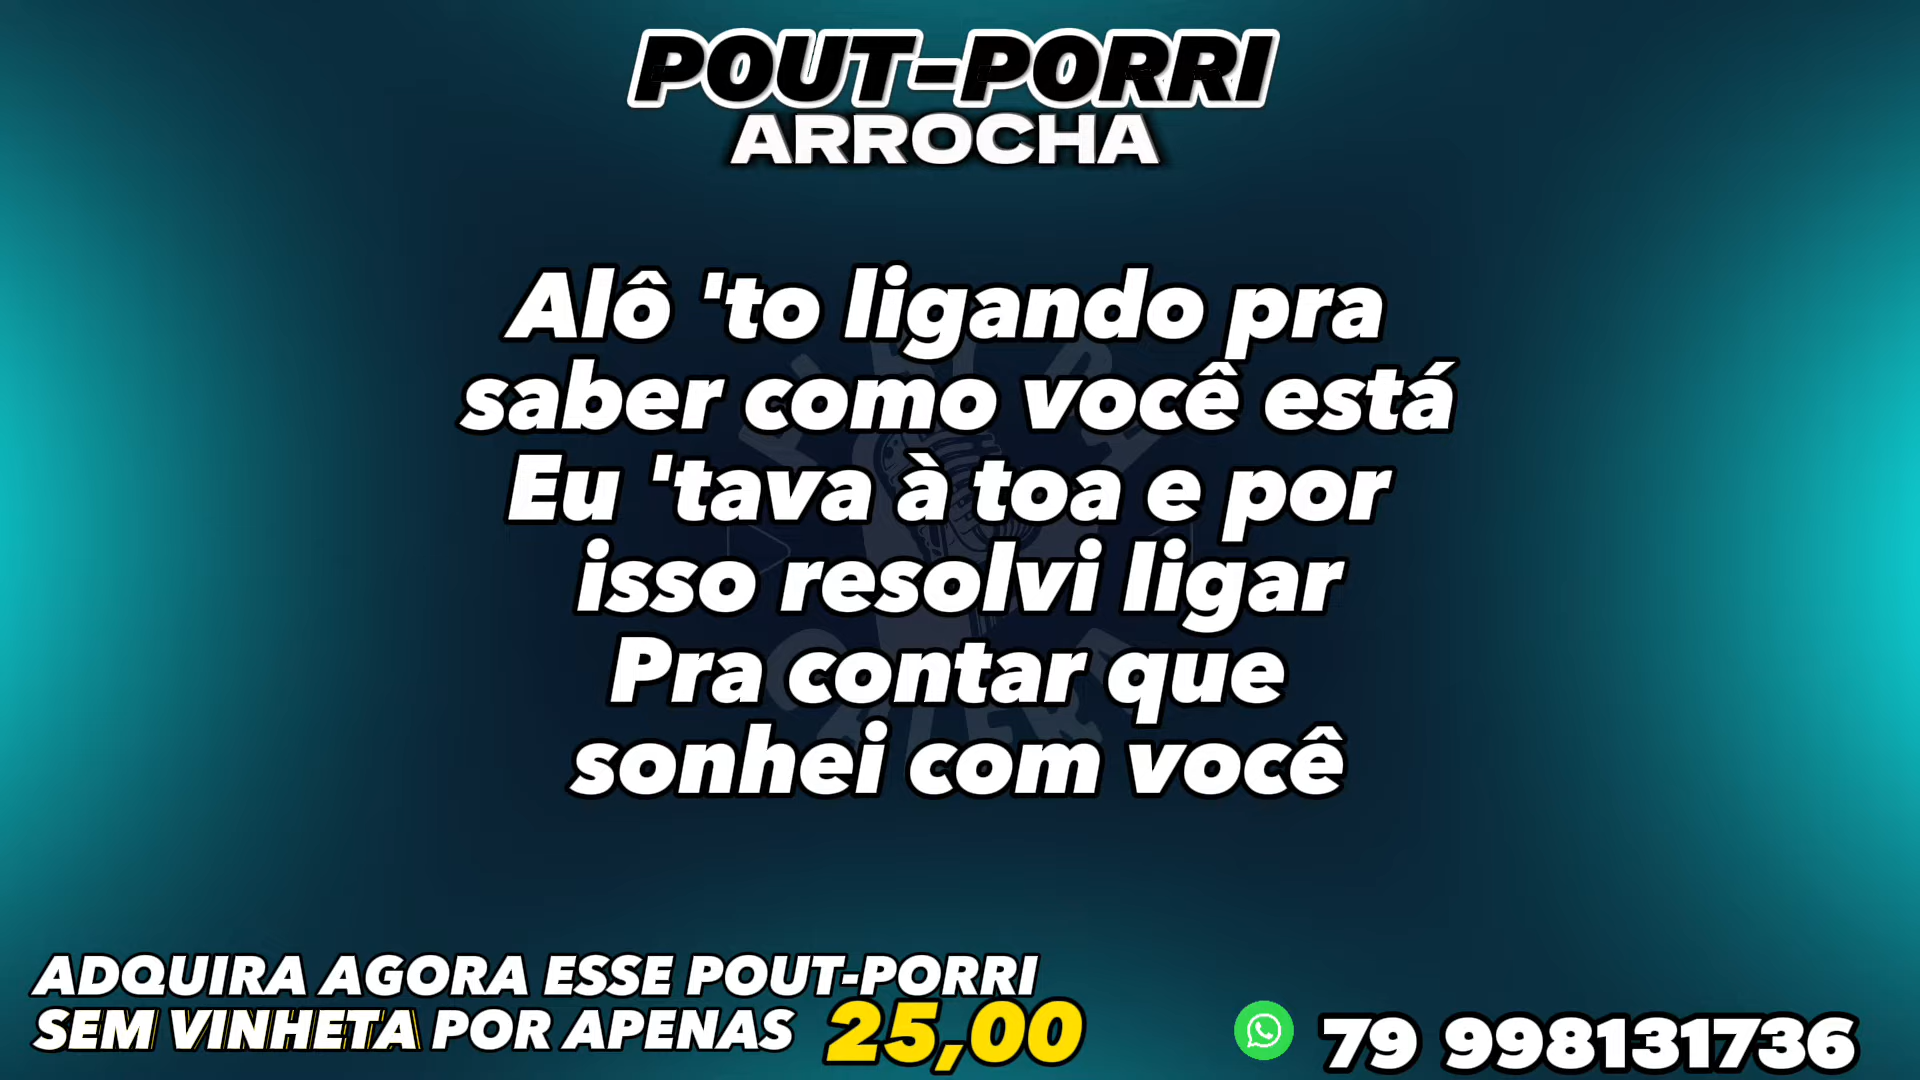 POUT-PORRI
ARROCHA
Alô 'to ligando pra
saber como você está
Eu 'tava à toa e por
isso resolvi ligar
Pra contar que
sonhei com você
ADQUIRA AGORA ESSE POUT-PORRI
SEM VINHETA POR APENAS 25,00
79 998131736